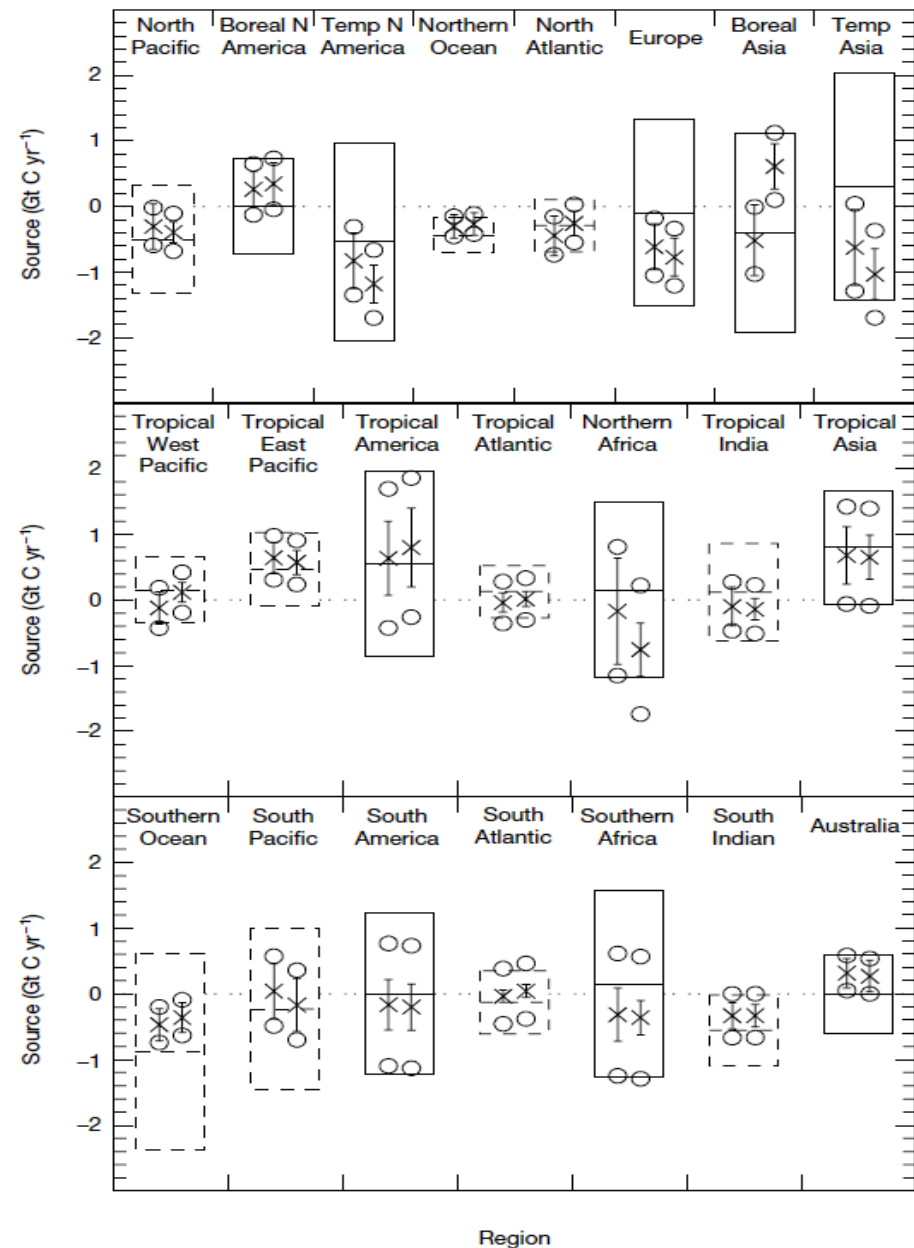 North Pacific
Boreal N America
Temp N America
Northern Ocean
North Atlantic
Europe
Boreal Asia
Temp Asia
Source (Gt C yr⁻¹)
2
1
0
−1
−2
Tropical West Pacific
Tropical East Pacific
Tropical America
Tropical Atlantic
Northern Africa
Tropical India
Tropical Asia
Source (Gt C yr⁻¹)
2
1
0
−1
−2
Southern Ocean
South Pacific
South America
South Atlantic
Southern Africa
South Indian
Australia
Source (Gt C yr⁻¹)
2
1
0
−1
−2
Region